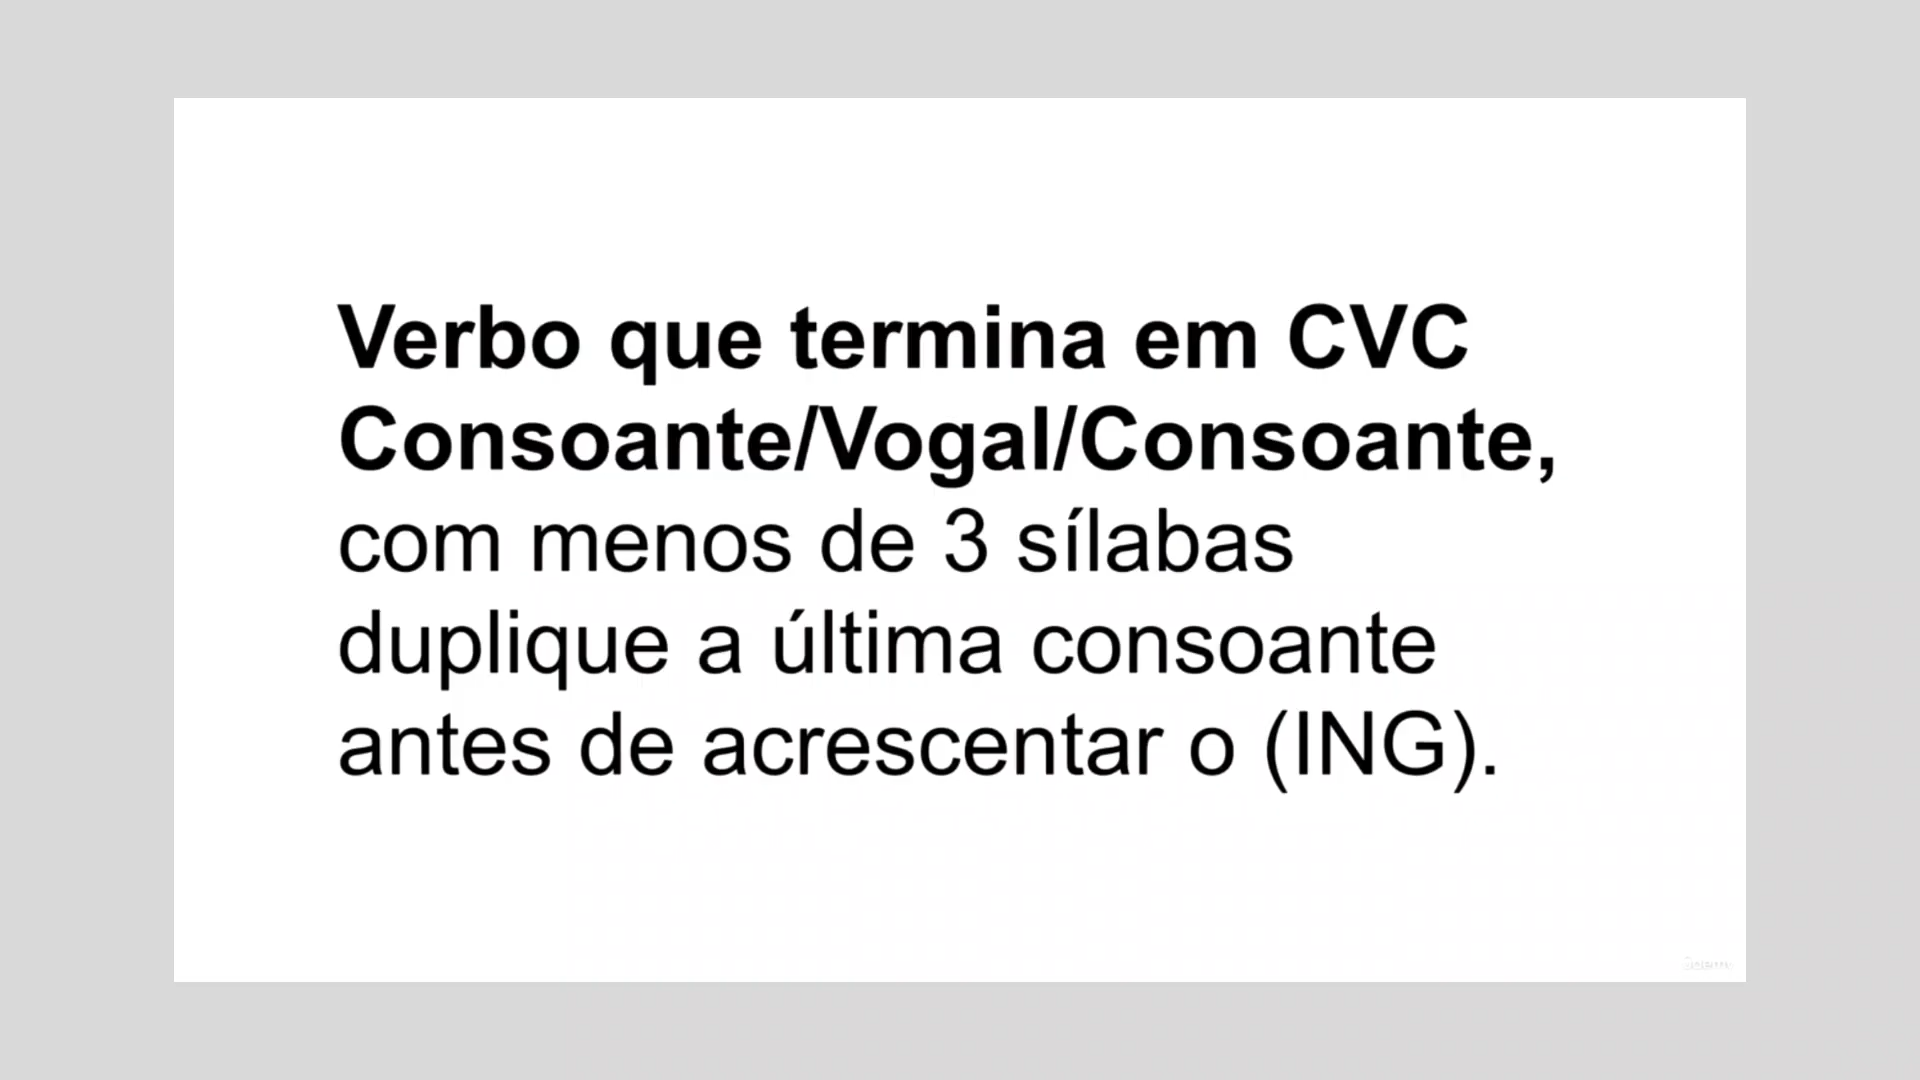 Verbo que termina em CVC
Consoante/Vogal/Consoante,
com menos de 3 sílabas
duplique a última consoante
antes de acrescentar o (ING).